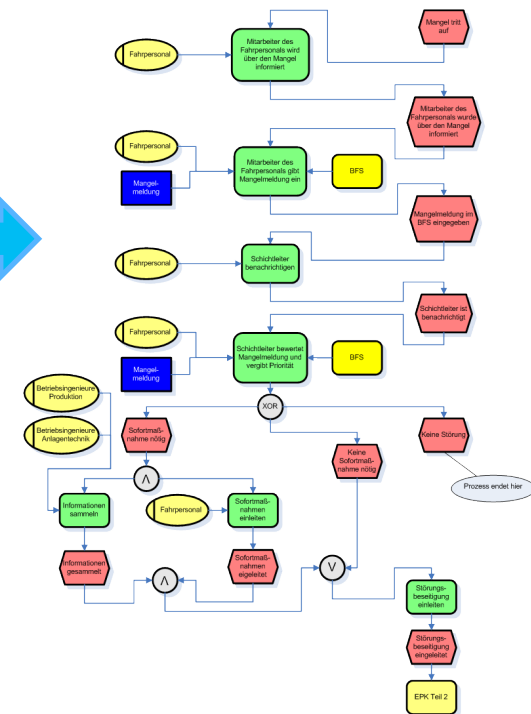 Mangel tritt
auf
Fahrpersonal
Mitarbeiter des
Fahrpersonals wird
über den Mangel
informiert
Mitarbeiter des
Fahrpersonals wurde
über den Mangel
informiert
Fahrpersonal
Mangel-
meldung
Mitarbeiter des
Fahrpersonals gibt
Mangelmeldung ein
BFS
Mangelmeldung im
BFS eingegeben
Fahrpersonal
Schichtleiter
benachrichtigen
Schichtleiter ist
benachrichtigt
Fahrpersonal
Mangel-
meldung
Schichtleiter bewertet
Mangelmeldung und
vergibt Priorität
BFS
Betriebsingenieure
Produktion
Betriebsingenieure
Anlagentechnik
XOR
Sofortmaß-
nahme nötig
Keine
Sofortmaß-
nahme nötig
Keine Störung
Prozess endet hier
Λ
Informationen
sammeln
Fahrpersonal
Sofortmaß-
nahmen
einleiten
Informationen
gesammelt
Λ
Sofortmaß-
nahmen
eigeleitet
V
Störungs-
beseitigung
einleiten
Störungs-
beseitigung
eingeleitet
EPK Teil 2